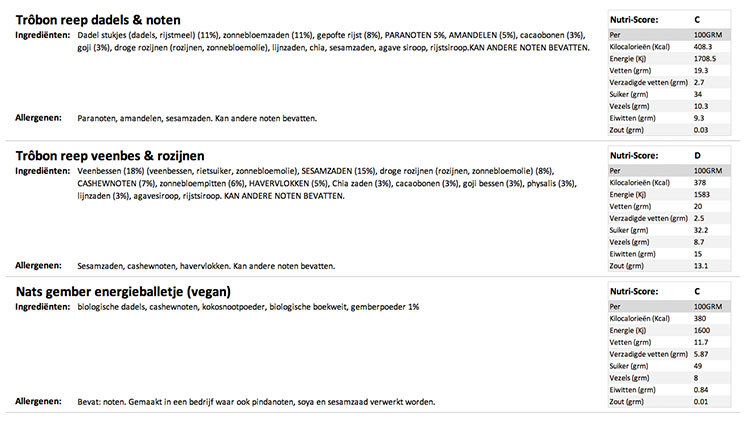 Trôbon reep dadels & noten
Ingrediënten: Dadel stukjes (dadels, rijstmeel) (11%), zonnebloemzaden (11%), gepofte rijst (8%), PARANOTEN 5%, AMANDELEN (5%), cacaobonen (3%),
goji (3%), droge rozijnen (rozijnen, zonnebloemolie), lijnzaden, chia, sesamzaden, agave siroop, rijstsiroop.KAN ANDERE NOTEN BEVATTEN.
Allergenen: Paranoten, amandelen, sesamzaden. Kan andere noten bevatten.
Nutri-Score: C
Per 100GRM
Kilocalorieën (Kcal) 408.3
Energie (Kj) 1708.5
Vetten (grm) 19.3
Verzadigde vetten (grm) 2.7
Suiker (grm) 34
Vezels (grm) 10.3
Eiwitten (grm) 9.3
Zout (grm) 0.03
Trôbon reep veenbes & rozijnen
Ingrediënten: Veenbessen (18%) (veenbessen, rietsuiker, zonnebloemolie), SESAMZADEN (15%), droge rozijnen (rozijnen, zonnebloemolie) (8%),
CASHEWNOTEN (7%), zonnebloempitten (6%), HAVERVLOKKEN (5%), Chia zaden (3%), cacaobonen (3%), goji bessen (3%), physalis (3%),
lijnzaden (3%), agavesiroop, rijstsiroop. KAN ANDERE NOTEN BEVATTEN.
Allergenen: Sesamzaden, cashewnoten, havervlokken. Kan andere noten bevatten.
Nutri-Score: D
Per 100GRM
Kilocalorieën (Kcal) 378
Energie (Kj) 1583
Vetten (grm) 20
Verzadigde vetten (grm) 2.5
Suiker (grm) 32.2
Vezels (grm) 8.7
Eiwitten (grm) 15
Zout (grm) 13.1
Nats gember energieballetje (vegan)
Ingrediënten: biologische dadels, cashewnoten, kokosnootpoeder, biologische boekweit, gemberpoeder 1%
Allergenen: Bevat: noten. Gemaakt in een bedrijf waar ook pindanoten, soya en sesamzaad verwerkt worden.
Nutri-Score: C
Per 100GRM
Kilocalorieën (Kcal) 380
Energie (Kj) 1600
Vetten (grm) 11.7
Verzadigde vetten (grm) 5.87
Suiker (grm) 49
Vezels (grm) 8
Eiwitten (grm) 0.84
Zout (grm) 0.01